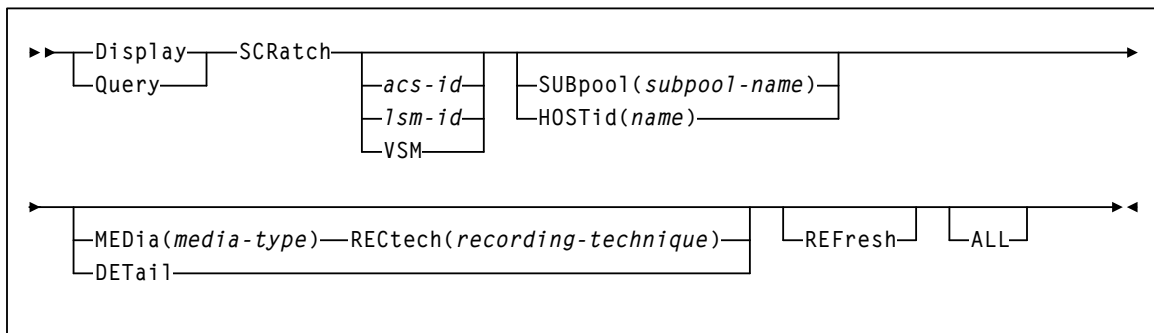 Display SCRatch
Query acs-id SUBpool(subpool-name)
lsm-id HOSTid(name)
VSM
MEDia(media-type) RECtech(recording-technique) REFresh ALL
DETail